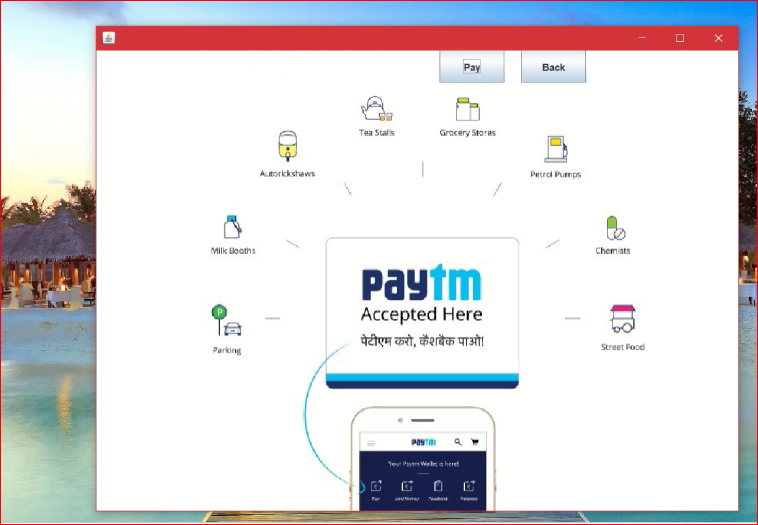 Pay Back
Tea Stalls
Grocery Stores
Autorickshaws
Petrol Pumps
Milk Booths
Chemists
paytm
Accepted Here
पेटीएम करो, कॅशबॅक पाओ!
P
Parking
Street Food
paytm
Your Paytm Wallet is here!
Pay Add Money Passbook Request